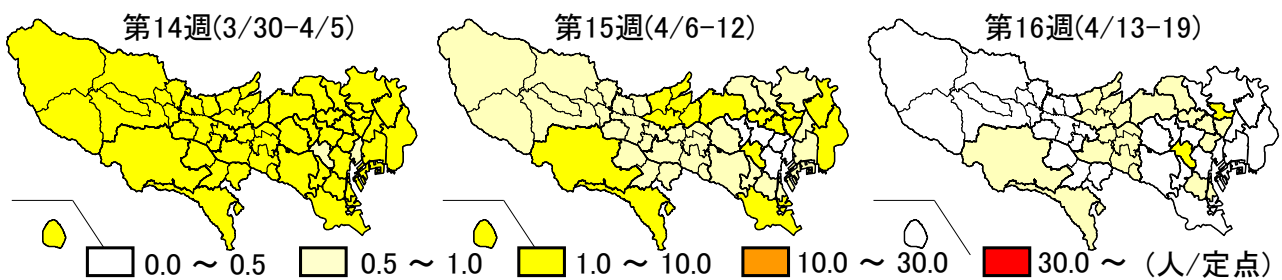 第14週(3/30-4/5)
第15週(4/6-12)
第16週(4/13-19)
0.0 ~ 0.5
0.5 ~ 1.0
1.0 ~ 10.0
10.0 ~ 30.0
30.0 ~ (人/定点)